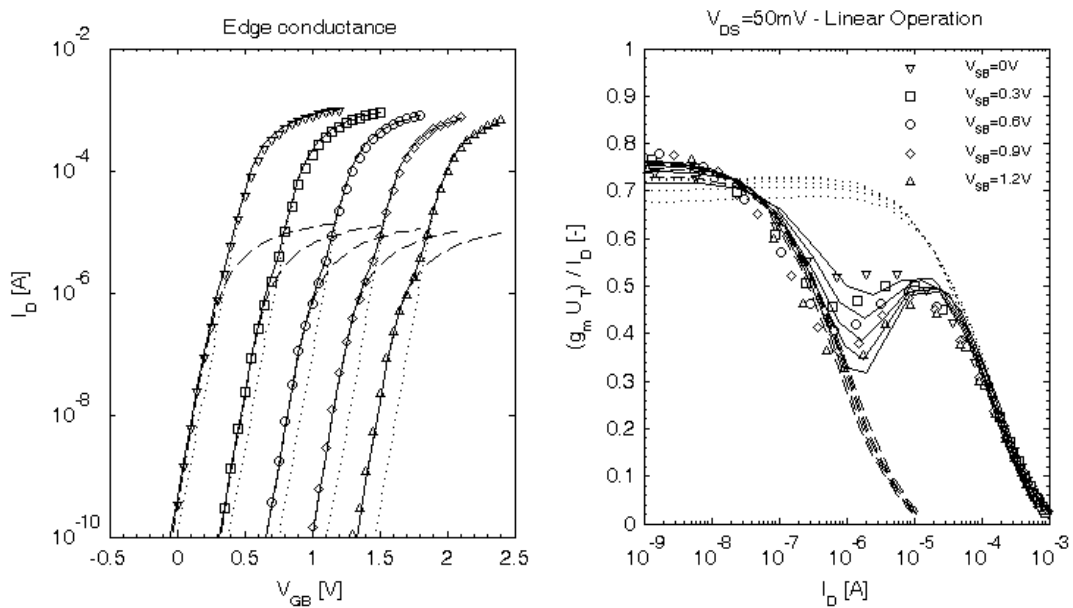 Edge conductance
10⁻²
10⁻⁴
10⁻⁶
10⁻⁸
10⁻¹⁰
I_D [A]
-0.5 0 0.5 1 1.5 2 2.5
V_GB [V]
V_DS=50mV - Linear Operation
1
0.9
0.8
0.7
0.6
0.5
0.4
0.3
0.2
0.1
0
(g_m U_T) / I_D [-]
V_SB=0V
V_SB=0.3V
V_SB=0.6V
V_SB=0.9V
V_SB=1.2V
10⁻⁹ 10⁻⁸ 10⁻⁷ 10⁻⁶ 10⁻⁵ 10⁻⁴ 10⁻³
I_D [A]